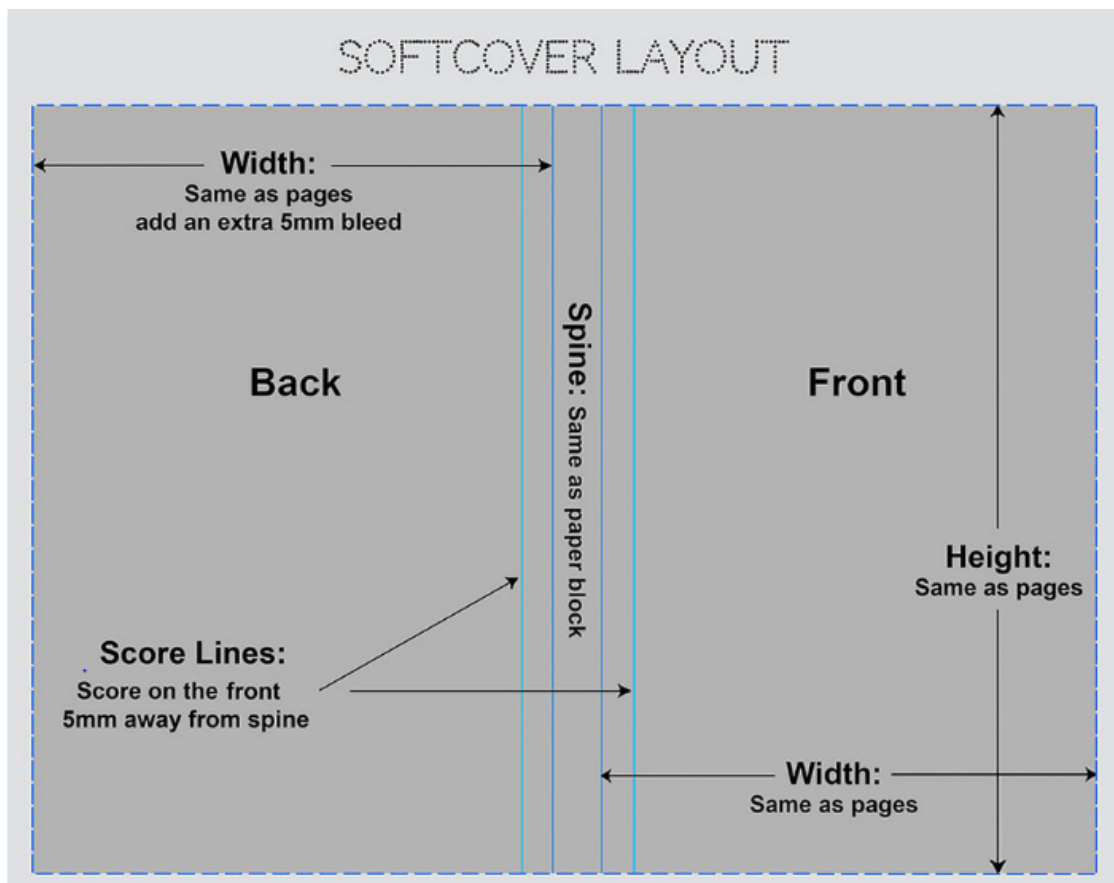 SOFTCOVER LAYOUT
Width:
Same as pages
add an extra 5mm bleed
Back
Spine: Same as paper block
Front
Height:
Same as pages
Score Lines:
Score on the front
5mm away from spine
Width:
Same as pages